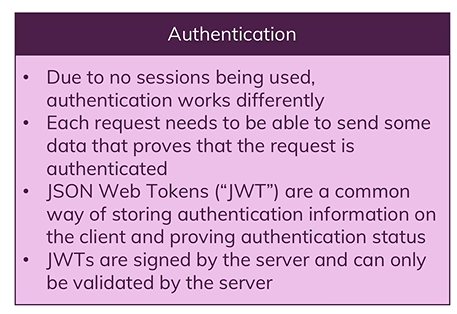 Authentication
• Due to no sessions being used,
authentication works differently
• Each request needs to be able to send some
data that proves that the request is
authenticated
• JSON Web Tokens (“JWT”) are a common
way of storing authentication information on
the client and proving authentication status
• JWTs are signed by the server and can only
be validated by the server